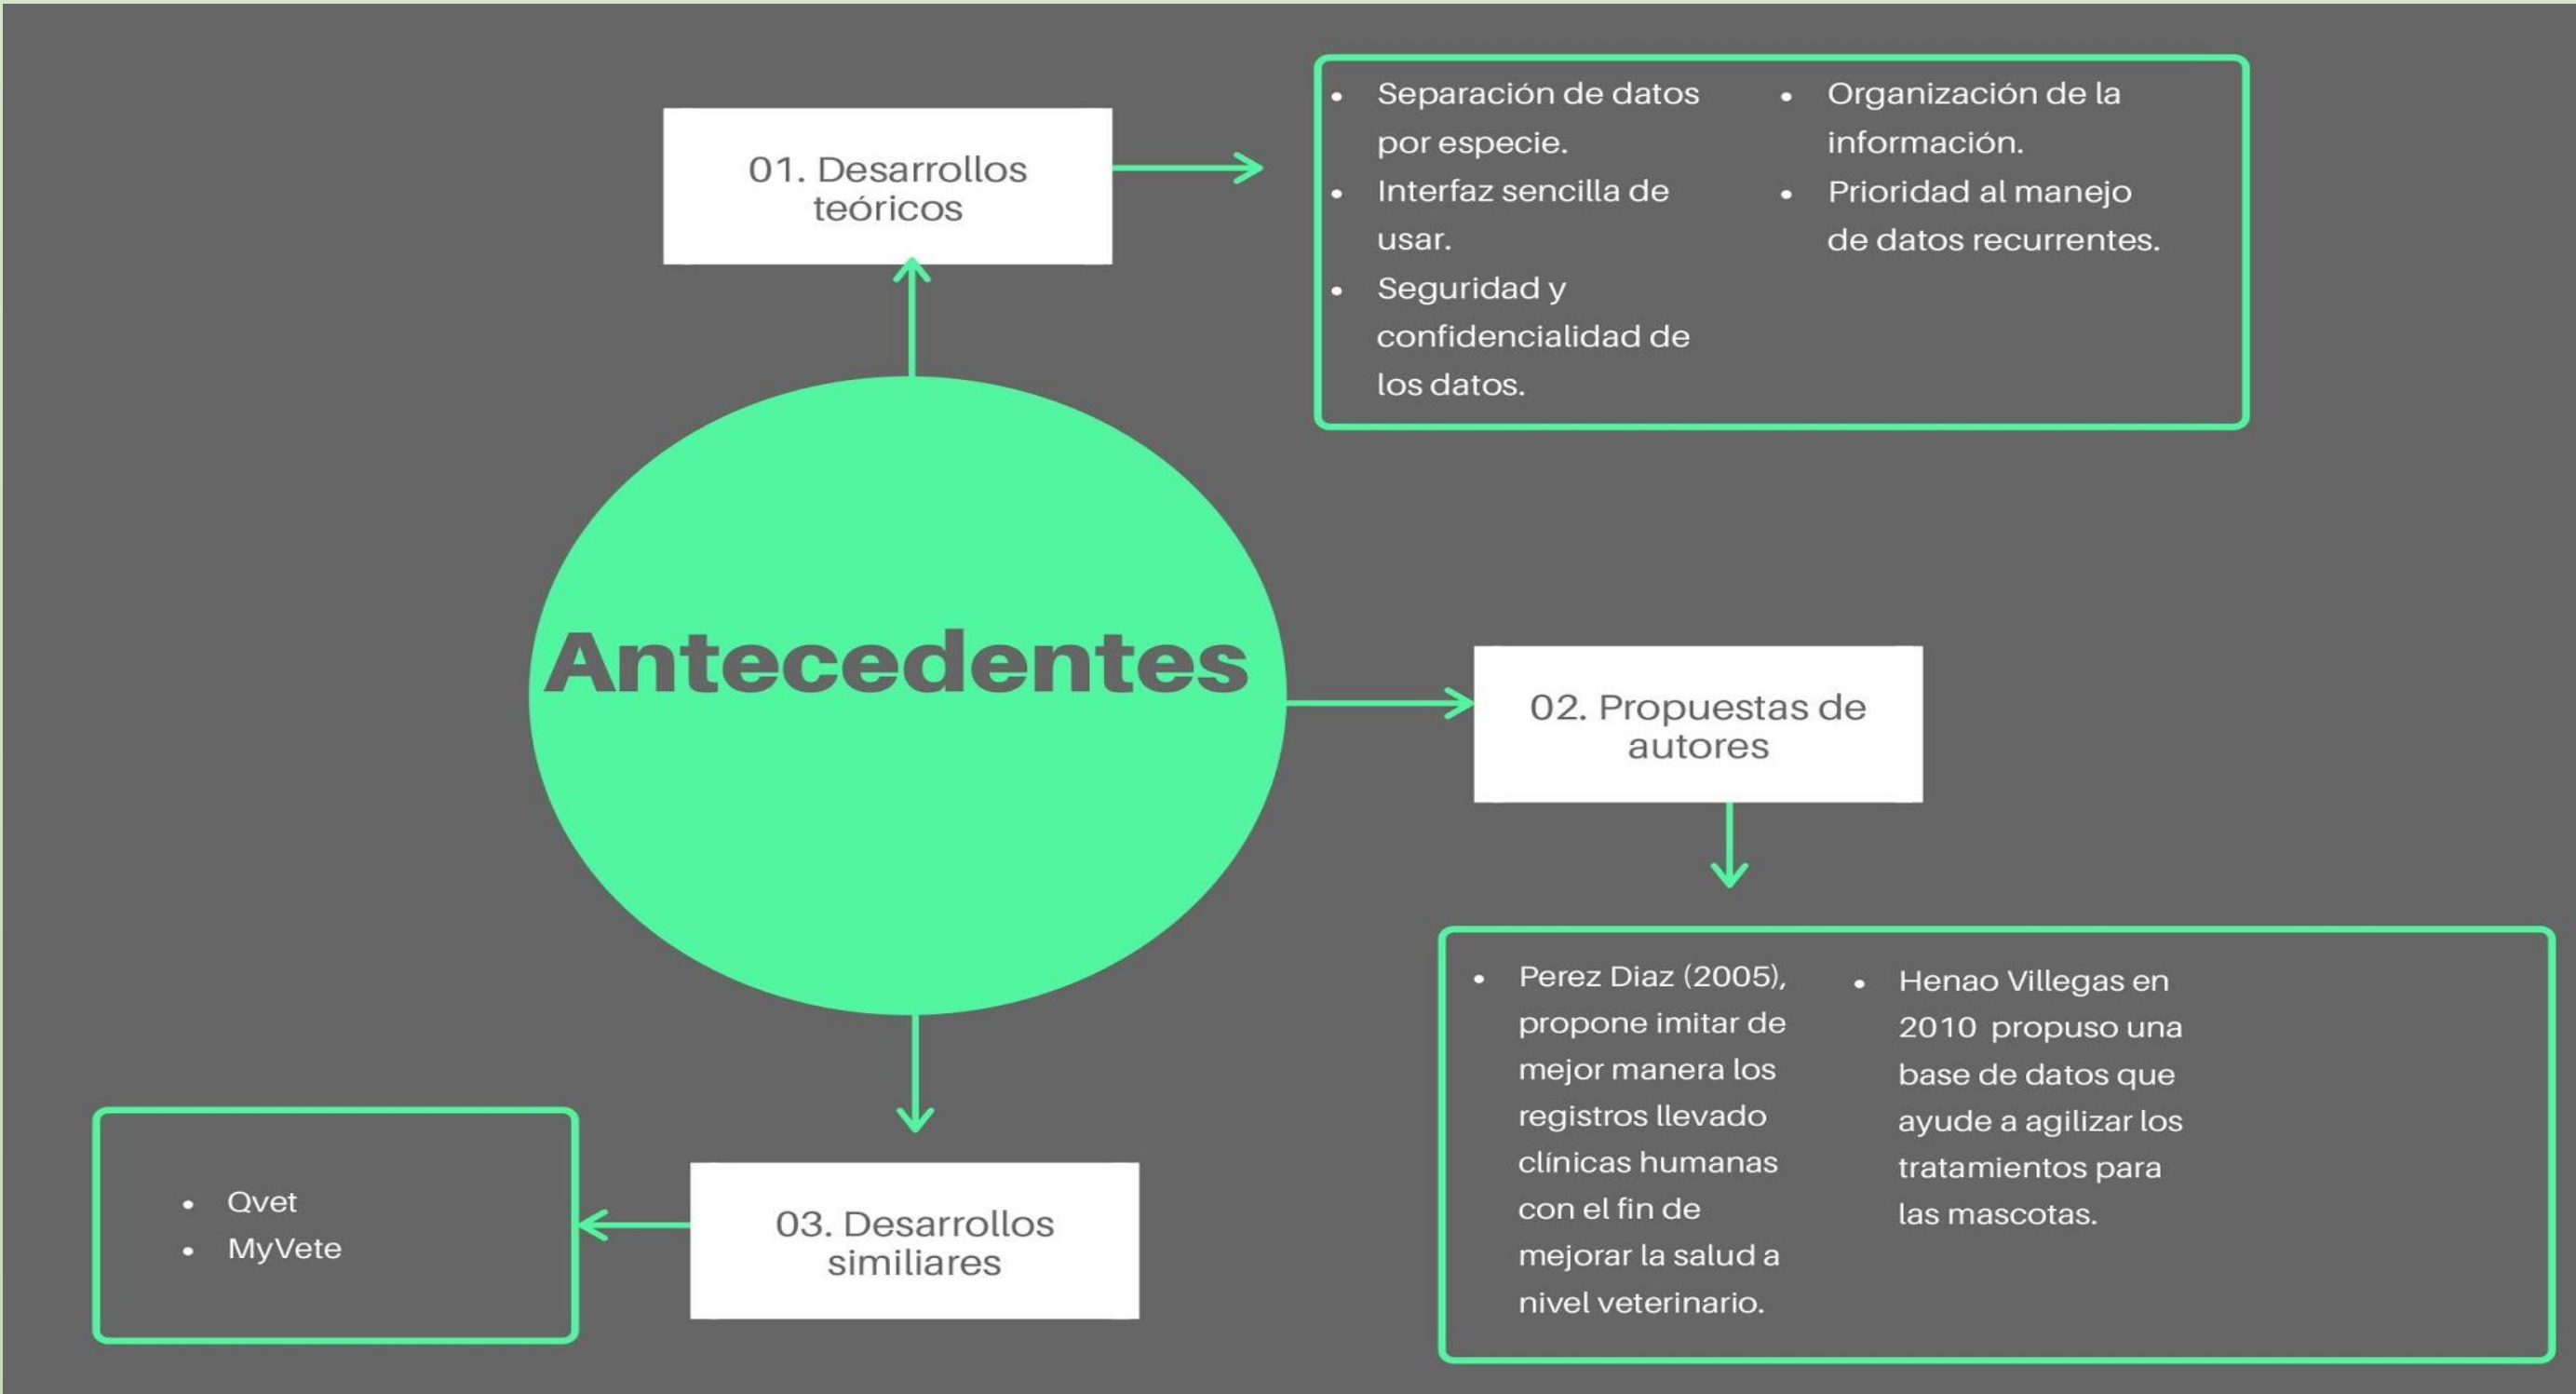 01. Desarrollos
teóricos
• Separación de datos
por especie.
• Interfaz sencilla de
usar.
• Seguridad y
confidencialidad de
los datos.
• Organización de la
información.
• Prioridad al manejo
de datos recurrentes.
Antecedentes
02. Propuestas de
autores
• Perez Diaz (2005),
propone imitar de
mejor manera los
registros llevado
clínicas humanas
con el fin de
mejorar la salud a
nivel veterinario.
• Henao Villegas en
2010 propuso una
base de datos que
ayude a agilizar los
tratamientos para
las mascotas.
03. Desarrollos
similiares
• Qvet
• MyVete